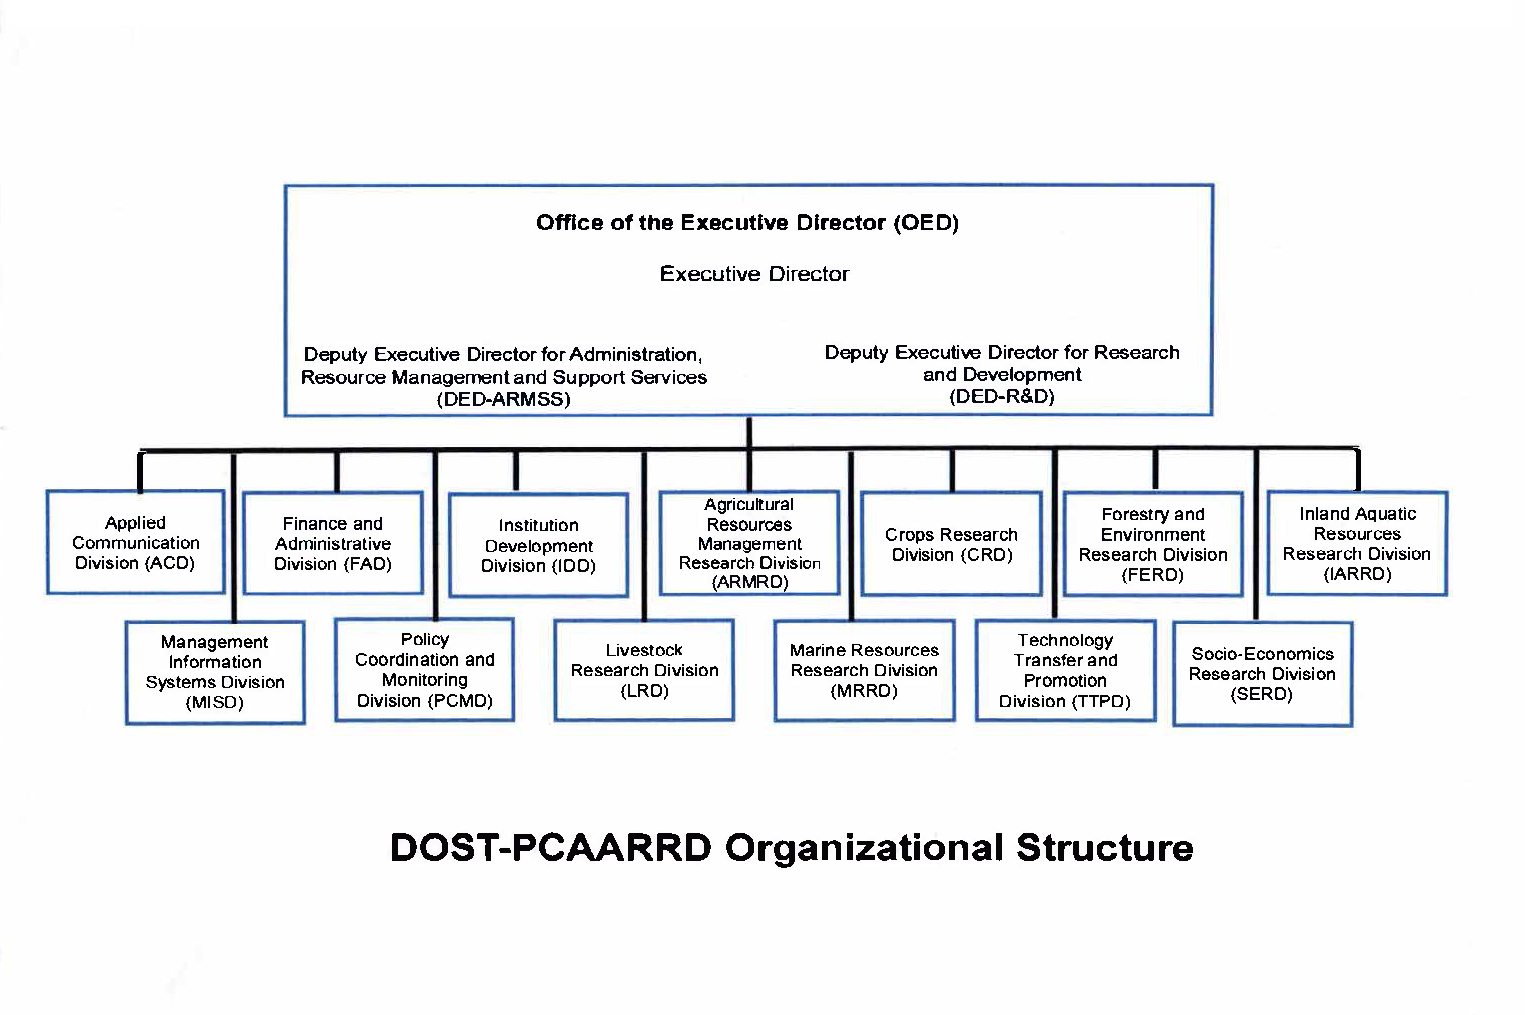 Office of the Executive Director (OED)
Executive Director
Deputy Executive Director for Administration,
Resource Management and Support Services
(DED-ARMSS)
Deputy Executive Director for Research
and Development
(DED-R&D)
Applied
Communication
Division (ACD)
Finance and
Administrative
Division (FAD)
Institution
Development
Division (IDD)
Agricultural
Resources
Management
Research Division
(ARMRD)
Crops Research
Division (CRD)
Forestry and
Environment
Research Division
(FERD)
Inland Aquatic
Resources
Research Division
(IARRD)
Management
Information
Systems Division
(MISD)
Policy
Coordination and
Monitoring
Division (PCMD)
Livestock
Research Division
(LRD)
Marine Resources
Research Division
(MRRD)
Technology
Transfer and
Promotion
Division (TTPD)
Socio-Economics
Research Division
(SERD)
DOST-PCAARRD Organizational Structure